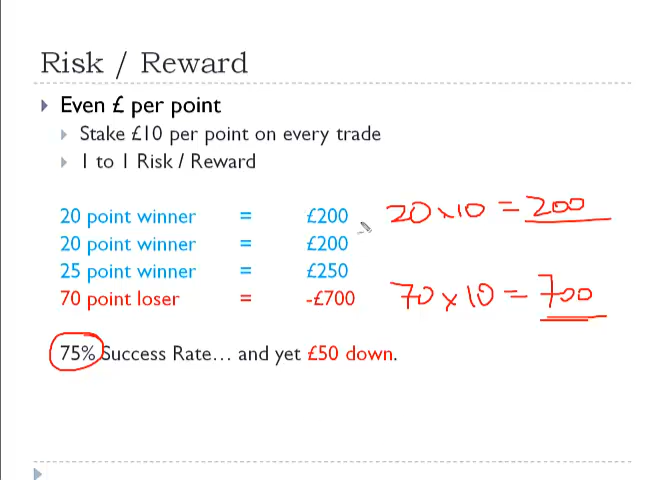 Risk / Reward
Even £ per point
Stake £10 per point on every trade
1 to 1 Risk / Reward
20 point winner = £200 20×10 = 200
20 point winner = £200
25 point winner = £250
70 point loser = -£700 70×10 = 700
75% Success Rate... and yet £50 down.